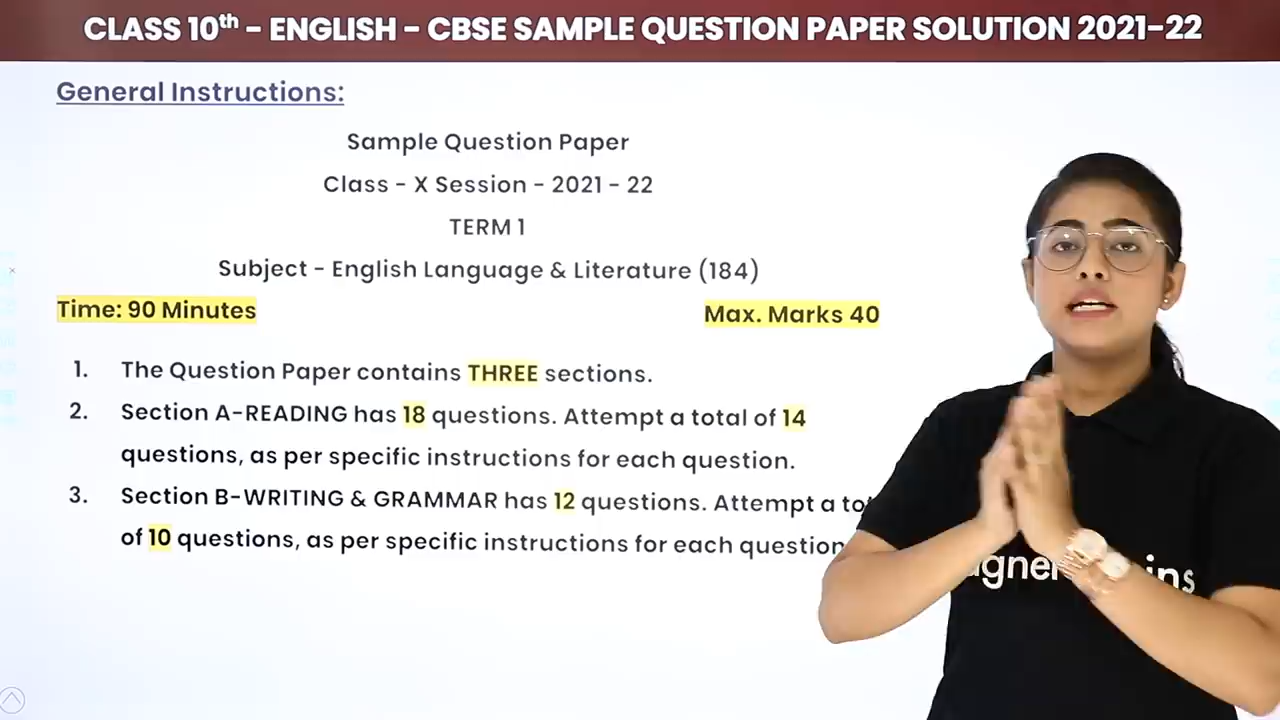 CLASS 10th - ENGLISH - CBSE SAMPLE QUESTION PAPER SOLUTION 2021-22
General Instructions:
Sample Question Paper
Class - X Session - 2021 - 22
TERM 1
Subject - English Language & Literature (184)
Time: 90 Minutes
Max. Marks 40
1. The Question Paper contains THREE sections.
2. Section A-READING has 18 questions. Attempt a total of 14
questions, as per specific instructions for each question.
3. Section B-WRITING & GRAMMAR has 12 questions. Attempt a
of 10 questions, as per specific instructions for each question